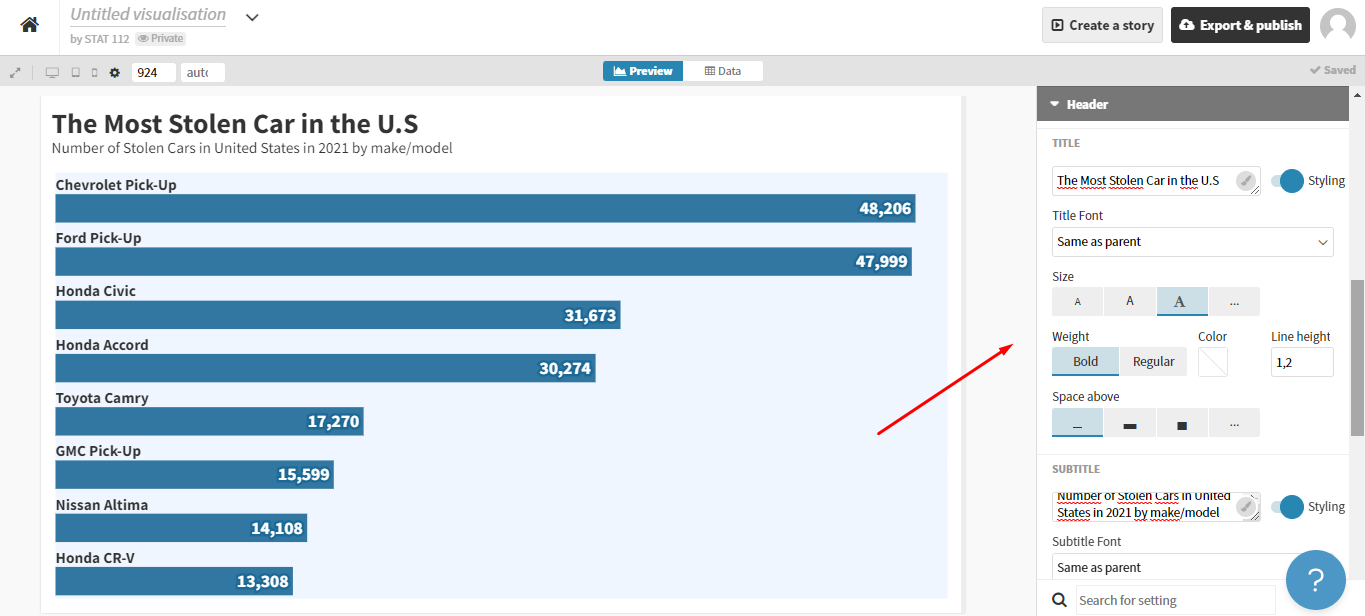 Untitled visualisation
by STAT 112 Private
Create a story
Export & publish
924
auto
Preview
Data
Saved
The Most Stolen Car in the U.S
Number of Stolen Cars in United States in 2021 by make/model
Chevrolet Pick-Up
48,206
Ford Pick-Up
47,999
Honda Civic
31,673
Honda Accord
30,274
Toyota Camry
17,270
GMC Pick-Up
15,599
Nissan Altima
14,108
Honda CR-V
13,308
Header
TITLE
The Most Stolen Car in the U.S
Styling
Title Font
Same as parent
Size
A A A ...
Weight Color Line height
Bold Regular 1,2
Space above
...
SUBTITLE
Number of Stolen Cars in United
States in 2021 by make/model
Styling
Subtitle Font
Same as parent
?
Search for setting